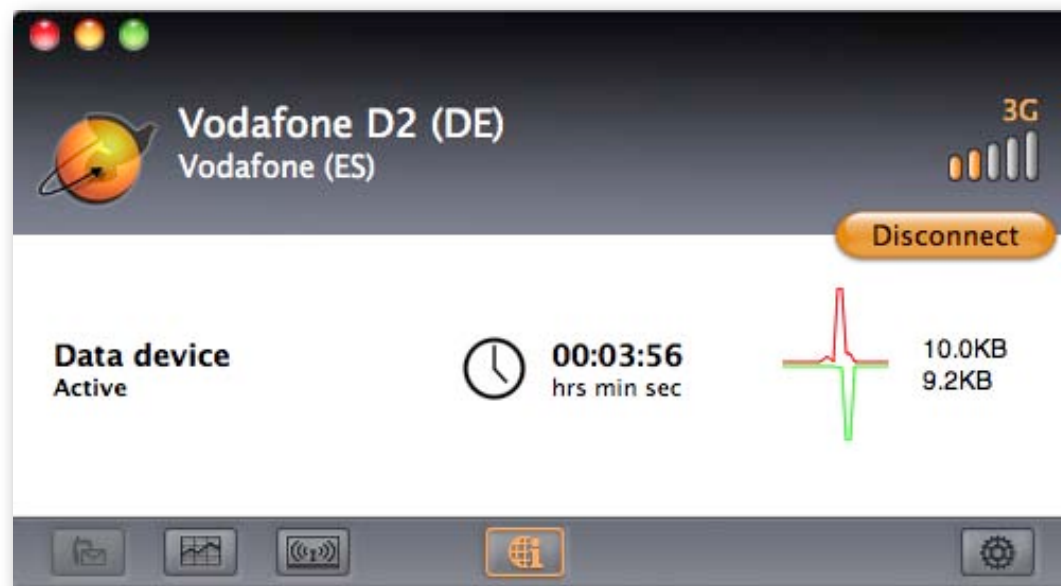 Vodafone D2 (DE)
Vodafone (ES)
3G
Disconnect
Data device
Active
00:03:56
hrs min sec
10.0KB
9.2KB